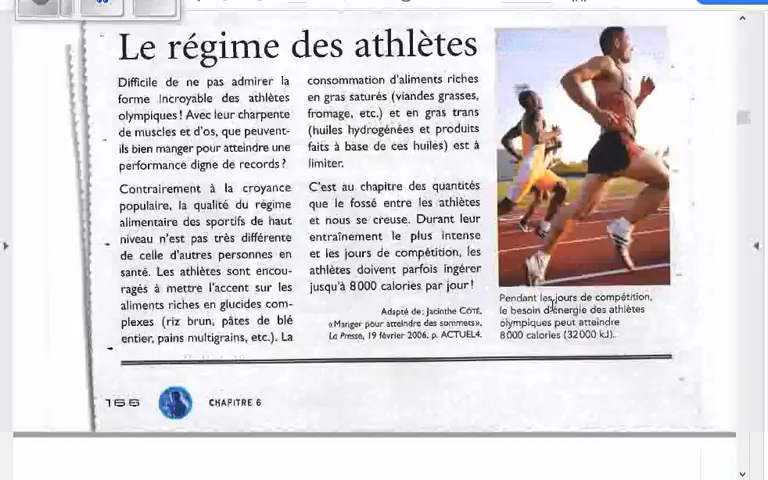 Le régime des athlètes
Difficile de ne pas admirer la
forme incroyable des athlètes
olympiques! Avec leur charpente
de muscles et d'os, que peuvent-
ils bien manger pour atteindre une
performance digne de records?
Contrairement à la croyance
populaire, la qualité du régime
alimentaire des sportifs de haut
niveau n'est pas très différente
de celle d'autres personnes en
santé. Les athlètes sont encou-
ragés à mettre l'accent sur les
aliments riches en glucides com-
plexes (riz brun, pâtes de blé
entier, pains multigrains, etc.). La
consommation d'aliments riches
en gras saturés (viandes grasses,
fromage, etc.) et en gras trans
(huiles hydrogénées et produits
faits à base de ces huiles) est à
limiter.
C'est au chapitre des quantités
que le fossé entre les athlètes
et nous se creuse. Durant leur
entraînement le plus intense
et les jours de compétition, les
athlètes doivent parfois ingérer
jusqu'à 8000 calories par jour!
Adapté de: Jacinthe CÔTÉ,
«Manger pour atteindre des sommets»,
La Presse, 19 février 2006, p. ACTUEL4.
Pendant les jours de compétition,
le besoin d'énergie des athlètes
olympiques peut atteindre
8000 calories (32000 kJ).
168 CHAPITRE 6